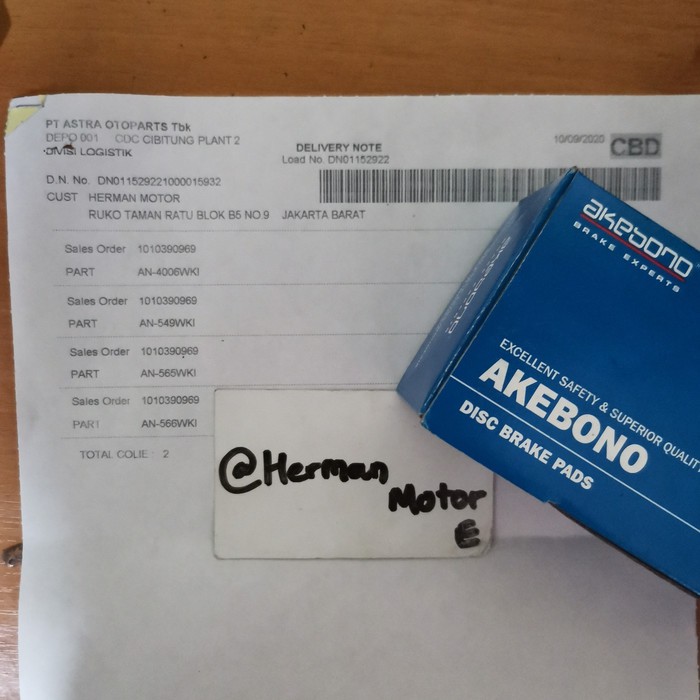 PT ASTRA OTOPARTS Tbk
DEPO 001 CDC CIBITUNG PLANT 2
DIVISI LOGISTIK
DELIVERY NOTE
Load No. DN01152922
10/09/2020 CBD
D.N. No. DN011529221000015932
CUST HERMAN MOTOR
RUKO TAMAN RATU BLOK B5 NO.9 JAKARTA BARAT
Sales Order 1010390969
PART AN-4006WKI
Sales Order 1010390969
PART AN-549WKI
Sales Order 1010390969
PART AN-565WKI
Sales Order 1010390969
PART AN-566WKI
TOTAL COLIE : 2
@Herman
Motor
E
akebono
BRAKE EXPERTS
akebono
EXCELLENT SAFETY & SUPERIOR QUALIT
AKEBONO
DISC BRAKE PADS